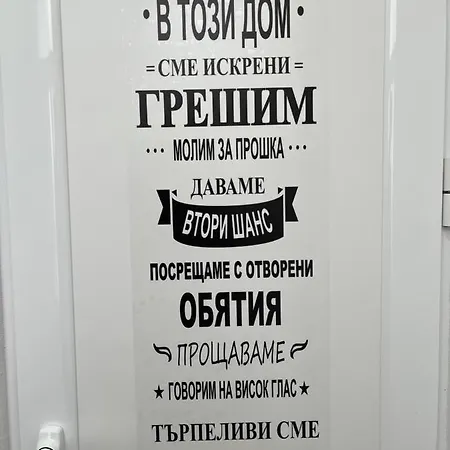 • В ТОЗИ ДОМ •
= СМЕ ИСКРЕНИ =
ГРЕШИМ
••• МОЛИМ ЗА ПРОШКА •••
ДАВАМЕ
ВТОРИ ШАНС
ПОСРЕЩАМЕ С ОТВОРЕНИ
ОБЯТИЯ
ПРОЩАВАМЕ
★ ГОВОРИМ НА ВИСОК ГЛАС ★
ТЪРПЕЛИВИ СМЕ